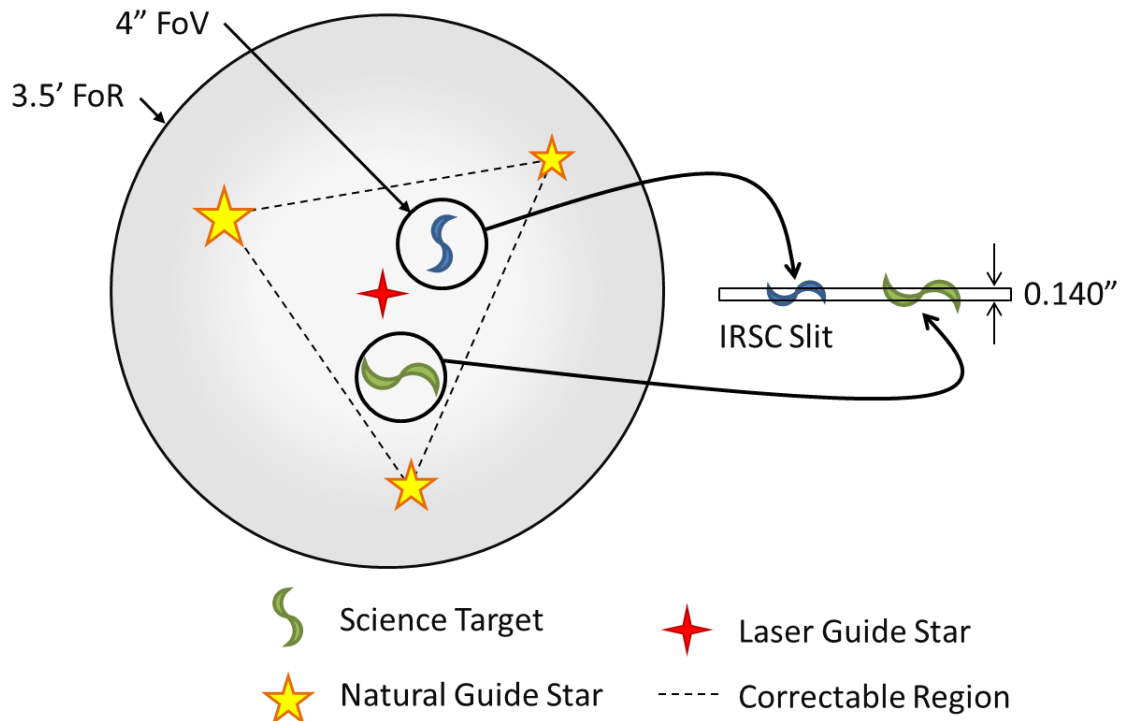 4” FoV
3.5’ FoR
0.140”
IRSC Slit
Science Target
Laser Guide Star
Natural Guide Star
Correctable Region